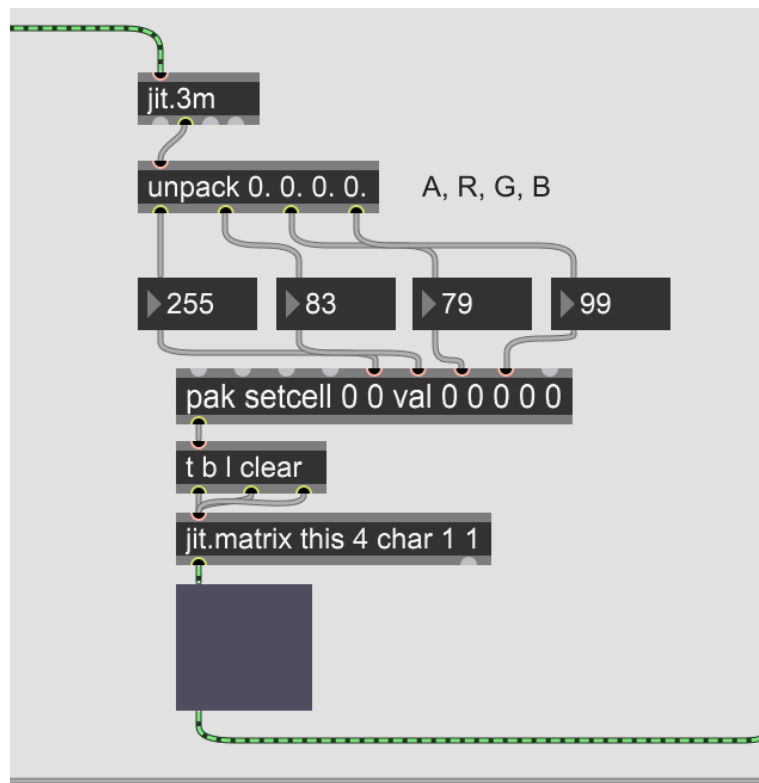 jit.3m
unpack 0. 0. 0. 0.
A, R, G, B
255
83
79
99
pak setcell 0 0 val 0 0 0 0 0
t b l clear
jit.matrix this 4 char 1 1